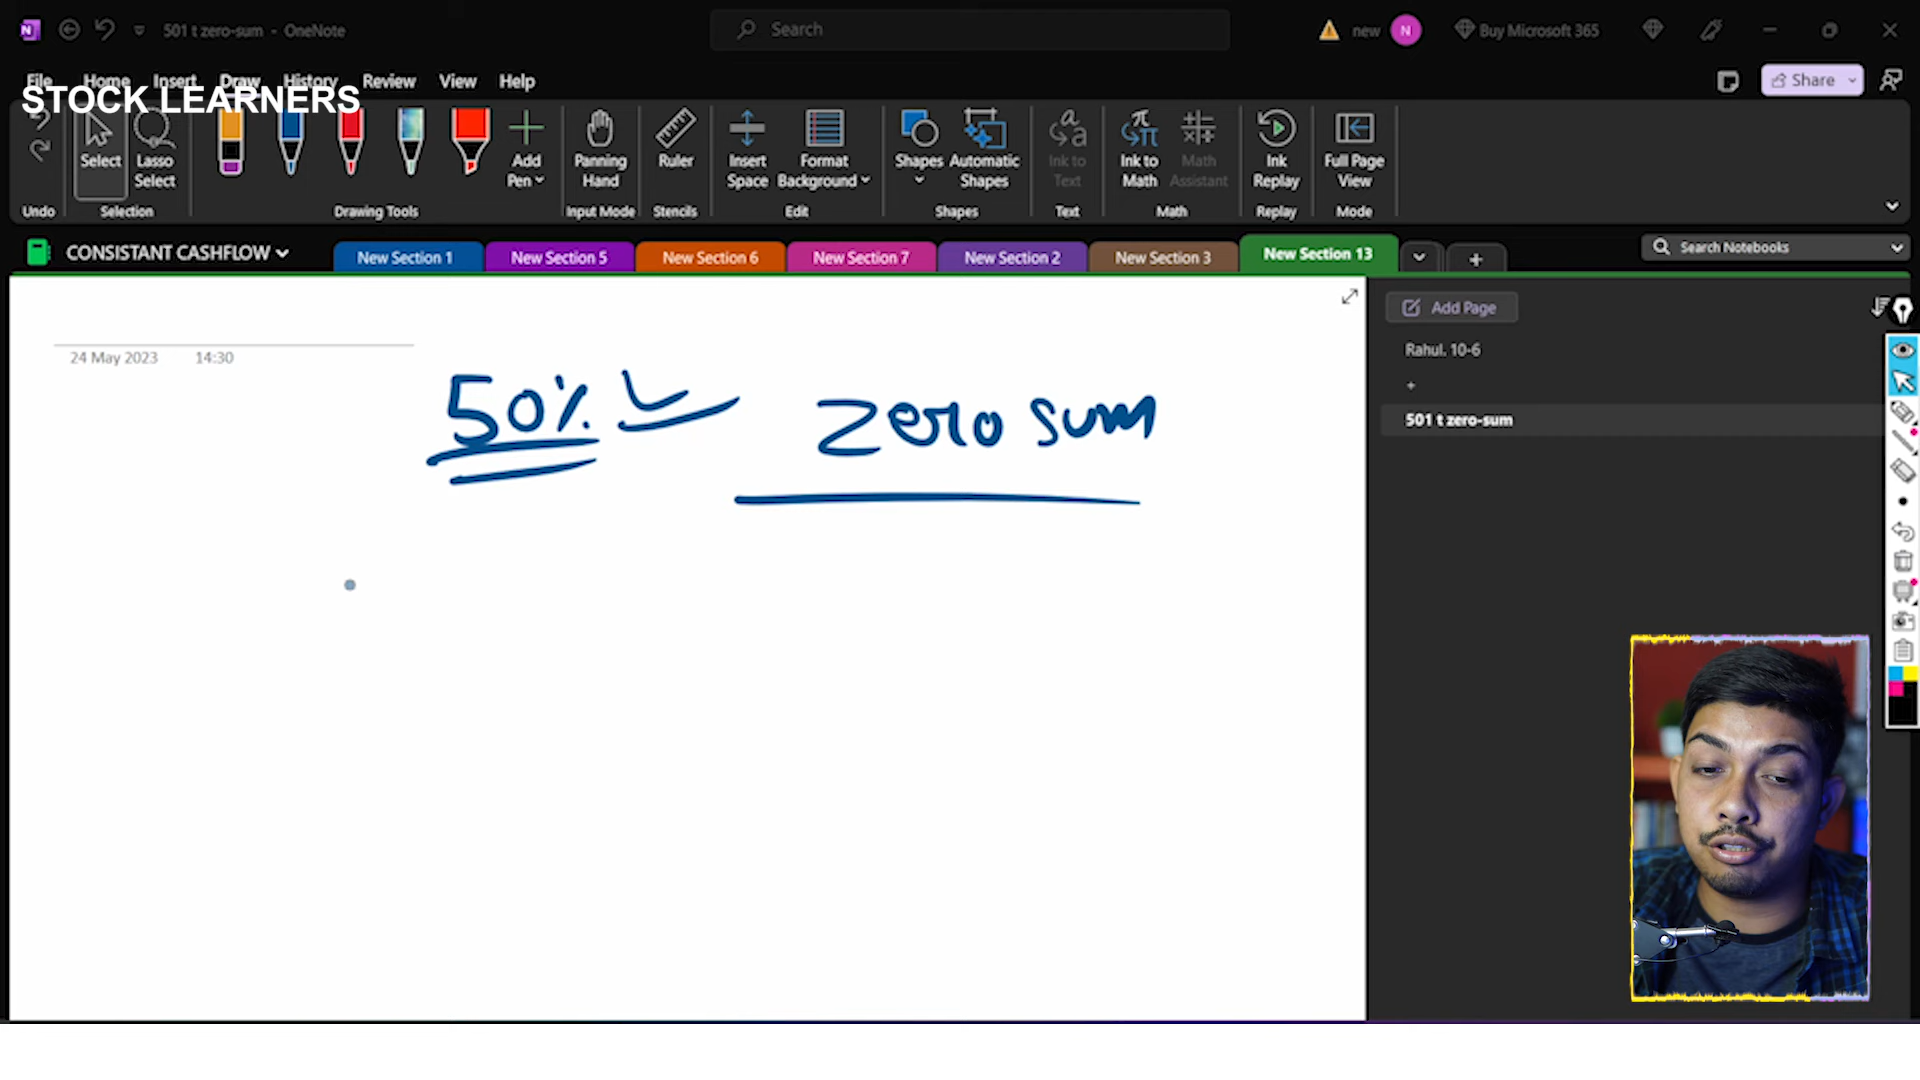 501 t zero-sum - OneNote
Search
new
N
Buy Microsoft 365
File Home Insert Draw History Review View Help
Share
STOCK LEARNERS
Select
Lasso Select
Add Pen
Panning Hand
Ruler
Insert Space
Format Background
Shapes
Automatic Shapes
Ink to Text
Ink to Math
Math Assistant
Ink Replay
Full Page View
Undo Selection Drawing Tools Input Mode Stencils Edit Shapes Text Math Replay Mode
CONSISTANT CASHFLOW
New Section 1 New Section 5 New Section 6 New Section 7 New Section 2 New Section 3 New Section 13
Search Notebooks
Add Page
Rahul. 10-6
+
501 t zero-sum
24 May 2023 14:30
50% zero sum